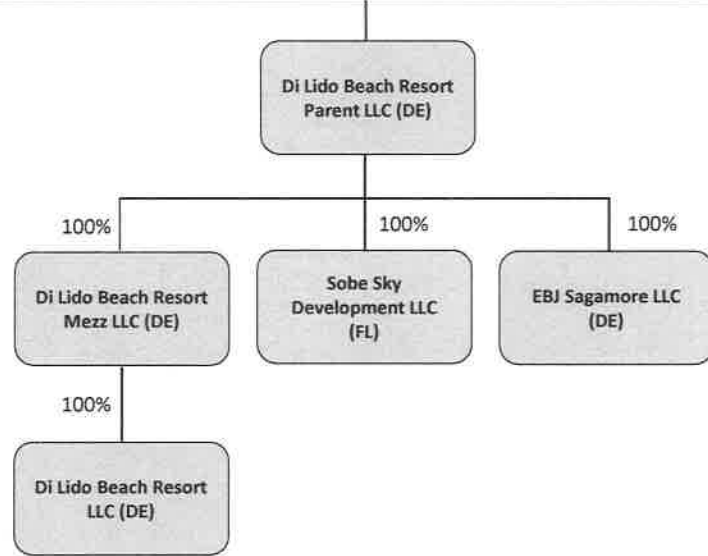 Di Lido Beach Resort
Parent LLC (DE)
100%
100%
100%
Di Lido Beach Resort
Mezz LLC (DE)
Sobe Sky
Development LLC
(FL)
EBJ Sagamore LLC
(DE)
100%
Di Lido Beach Resort
LLC (DE)